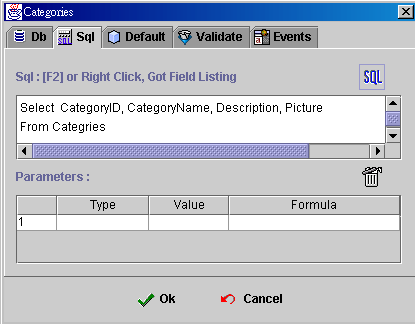 Categories
Db Sql Default Validate Events
Sql : [F2] or Right Click, Got Field Listing
SQL
Select CategoryID, CategoryName, Description, Picture
From Categries
Parameters :
Type Value Formula
1
Ok Cancel